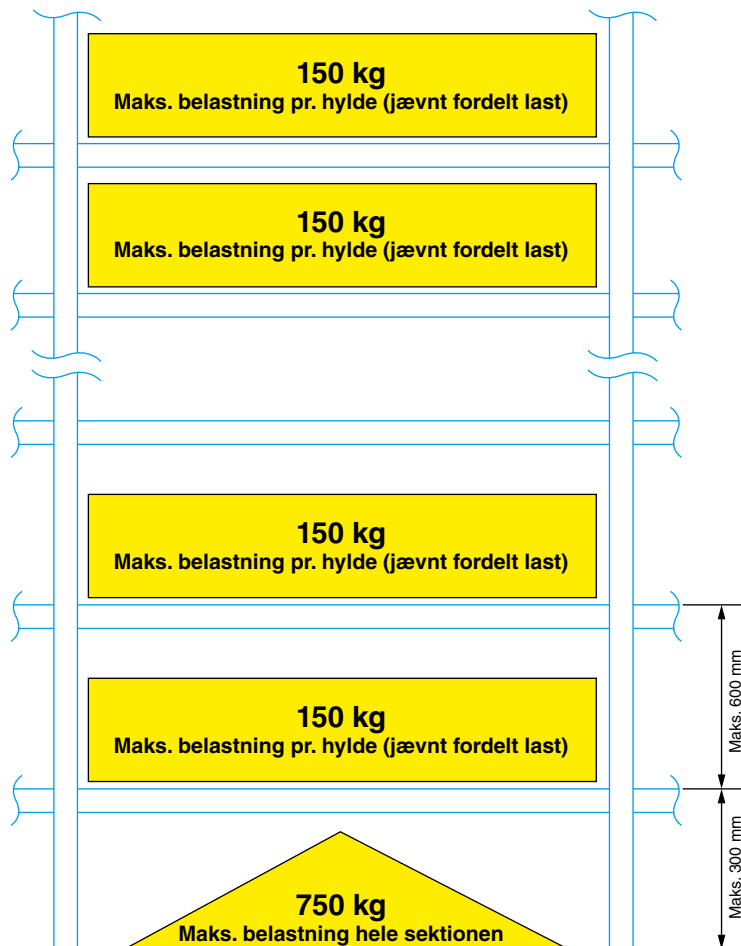 150 kg
Maks. belastning pr. hylde (jævnt fordelt last)
150 kg
Maks. belastning pr. hylde (jævnt fordelt last)
150 kg
Maks. belastning pr. hylde (jævnt fordelt last)
Maks. 600 mm
150 kg
Maks. belastning pr. hylde (jævnt fordelt last)
Maks. 300 mm
750 kg
Maks. belastning hele sektionen